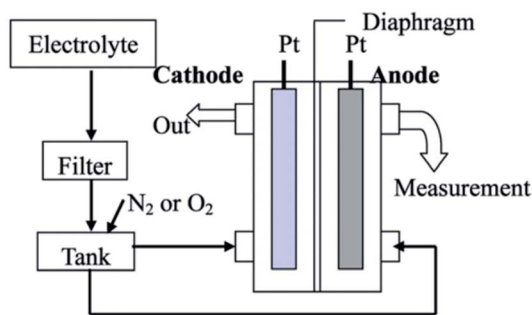 Electrolyte
Pt
Pt
Diaphragm
Cathode
Anode
Out
Filter
Measurement
N₂ or O₂
Tank